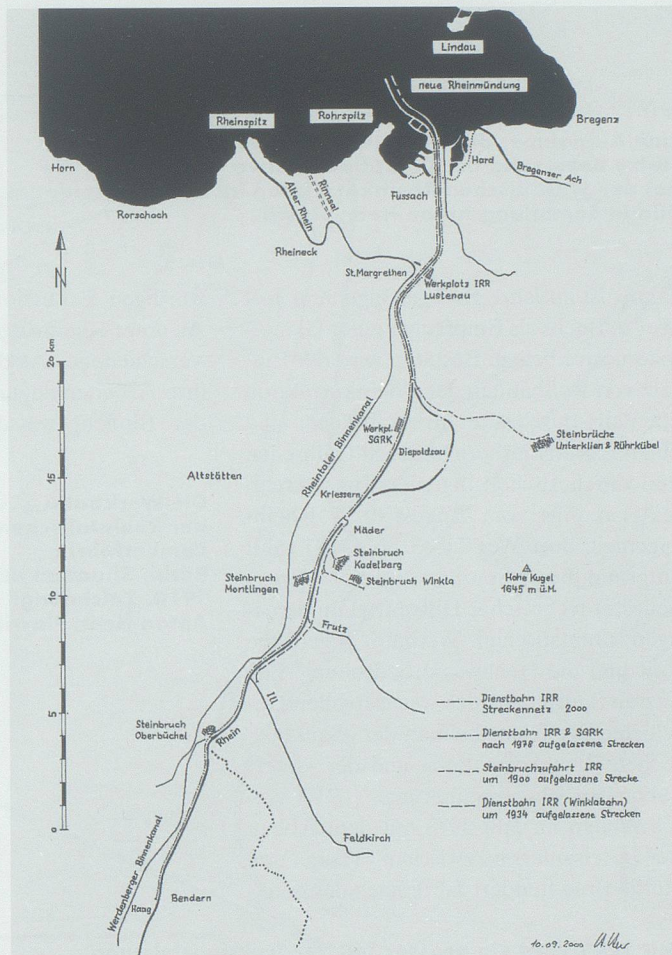 Lindau
neue Rheinmündung
Rheinspitz
Rohrspitz
Bregenz
Horn
Hard
Bregenzer Ach
Rorschach
Alter Rhein
Rinnsal
Fussach
Rheineck
N
St. Margrethen
Werkplatz IRR
Lustenau
20 km
Rheintaler Binnenkanal
Werkpl.
SGRK
Diepoldsau
Steinbrüche
Unterklien & Rührkübel
15
Altstätten
Kriessern
Mäder
10
Steinbruch
Kadelberg
Steinbruch
Montlingen
Steinbruch Winkla
Hohe Kugel
1645 m ü.M.
Frutz
Ill
5
Steinbruch
Oberbüchel
Rhein
Dienstbahn IRR
Streckennetz 2000
Dienstbahn IRR & SGRK
nach 1978 aufgelassene Strecken
Steinbruchzufahrt IRR
um 1900 aufgelassene Strecke
Dienstbahn IRR (Winklabahn)
um 1934 aufgelassene Strecken
0
Feldkirch
Werdenberger Binnenkanal
Haag
Bendern
10.09.2000